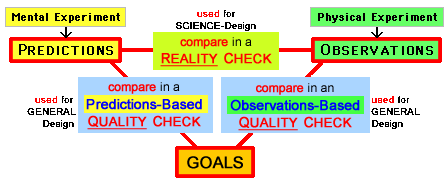 Mental Experiment
used for
SCIENCE-Design
Physical Experiment
PREDICTIONS
compare in a
REALITY CHECK
OBSERVATIONS
used for
GENERAL
Design
compare in a
Predictions-Based
QUALITY CHECK
compare in an
Observations-Based
QUALITY CHECK
used for
GENERAL
Design
GOALS